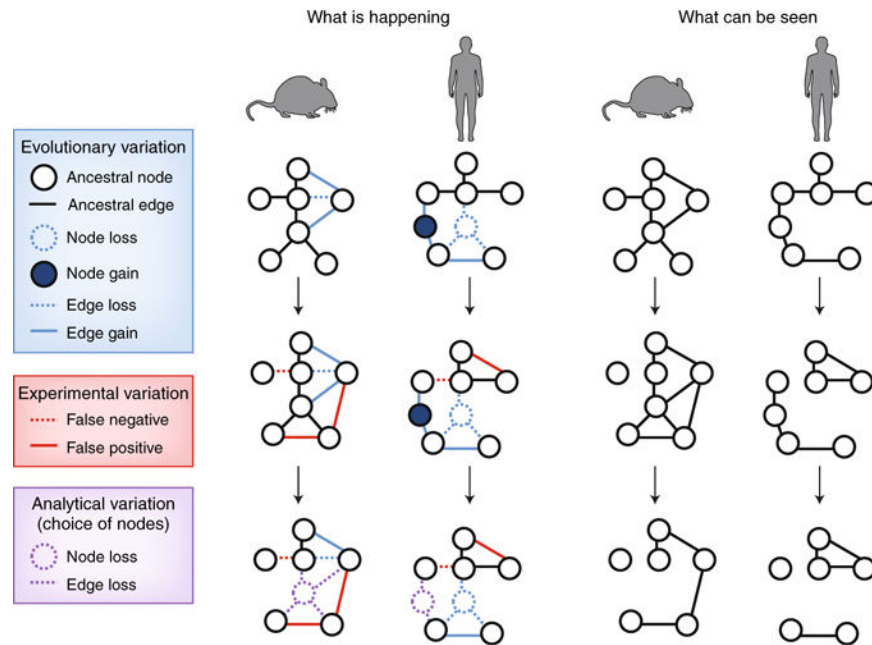 What is happening
What can be seen
Evolutionary variation
Ancestral node
Ancestral edge
Node loss
Node gain
Edge loss
Edge gain
Experimental variation
False negative
False positive
Analytical variation
(choice of nodes)
Node loss
Edge loss